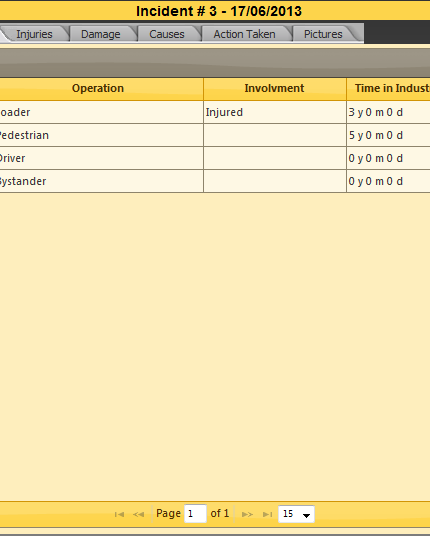 Incident # 3 - 17/06/2013
Injuries Damage Causes Action Taken Pictures
Operation Involvment Time in Indust
oader Injured 3 y 0 m 0 d
Pedestrian 5 y 0 m 0 d
Driver 0 y 0 m 0 d
Bystander 0 y 0 m 0 d
Page 1 of 1 15